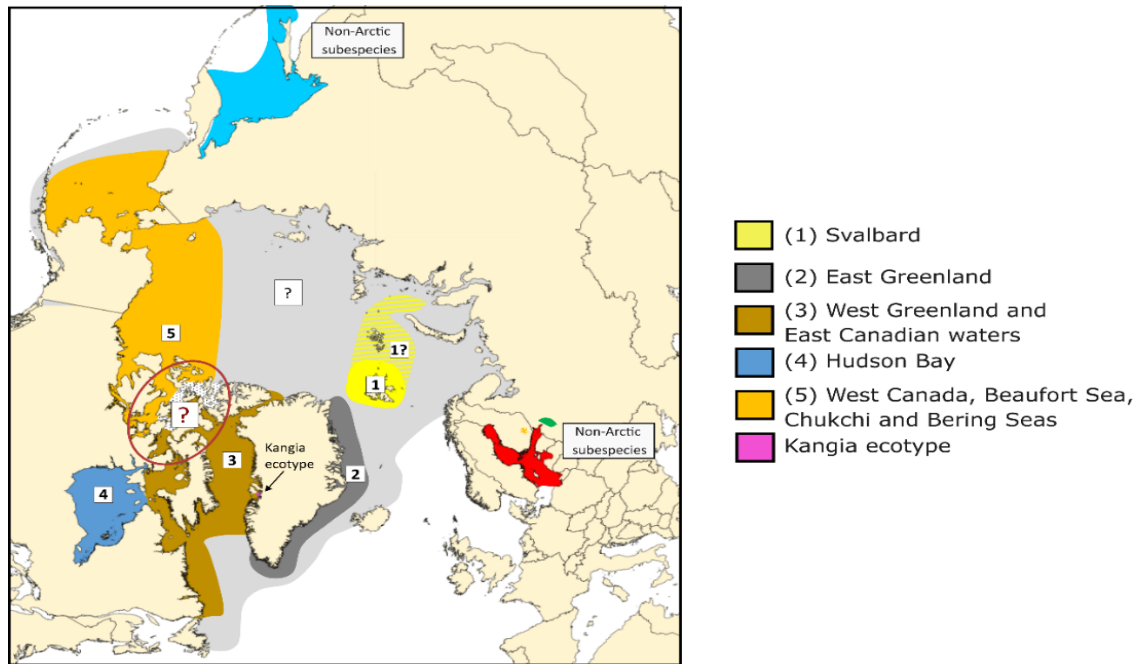 Non-Arctic
subespecies
?
5
1?
1
?
Kangia
ecotype
3
2
4
Non-Arctic
subespecies
(1) Svalbard
(2) East Greenland
(3) West Greenland and
East Canadian waters
(4) Hudson Bay
(5) West Canada, Beaufort Sea,
Chukchi and Bering Seas
Kangia ecotype